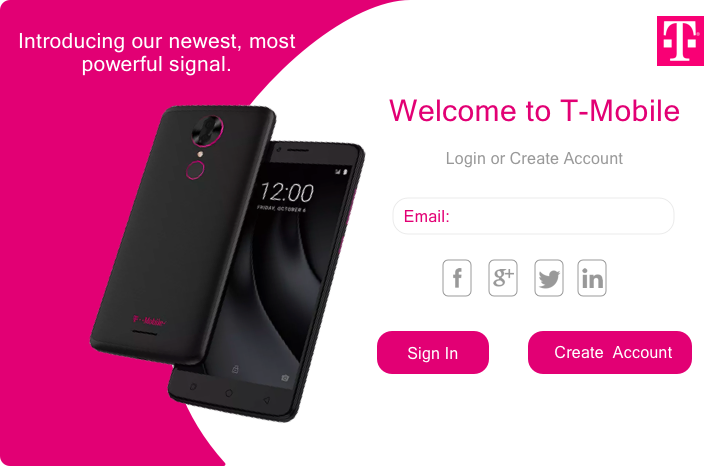 Introducing our newest, most
powerful signal.
T
Welcome to T-Mobile
Login or Create Account
12:00
FRIDAY, OCTOBER 6
Email:
f g+ in
T-Mobile
Sign In
Create Account